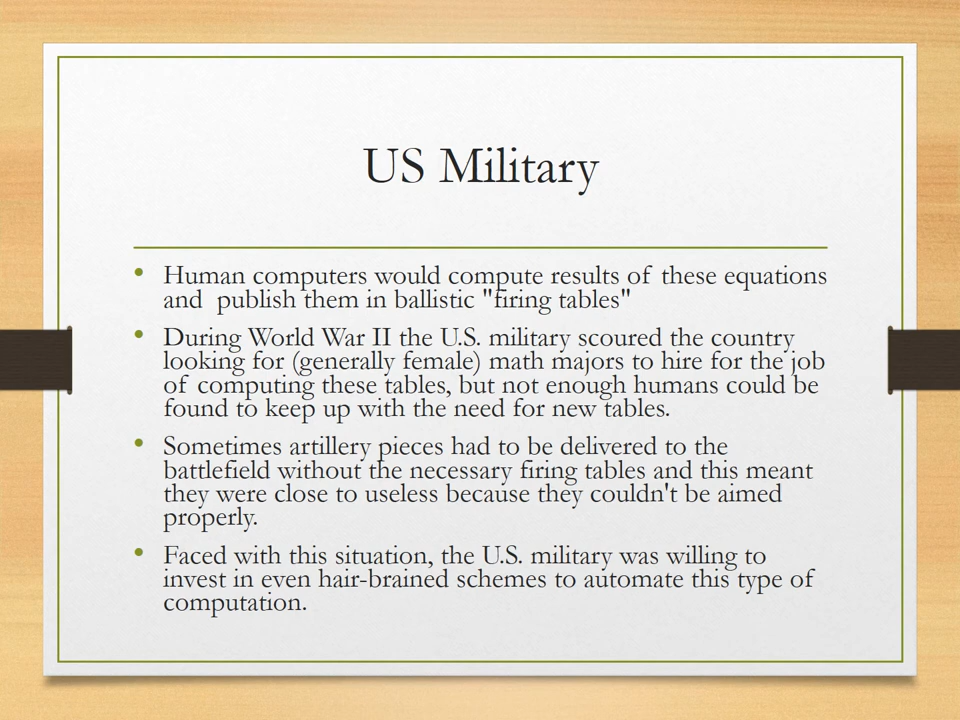 US Military
• Human computers would compute results of these equations
and  publish them in ballistic "firing tables"
• During World War II the U.S. military scoured the country
looking for (generally female) math majors to hire for the job
of computing these tables, but not enough humans could be
found to keep up with the need for new tables.
• Sometimes artillery pieces had to be delivered to the
battlefield without the necessary firing tables and this meant
they were close to useless because they couldn't be aimed
properly.
• Faced with this situation, the U.S. military was willing to
invest in even hair-brained schemes to automate this type of
computation.